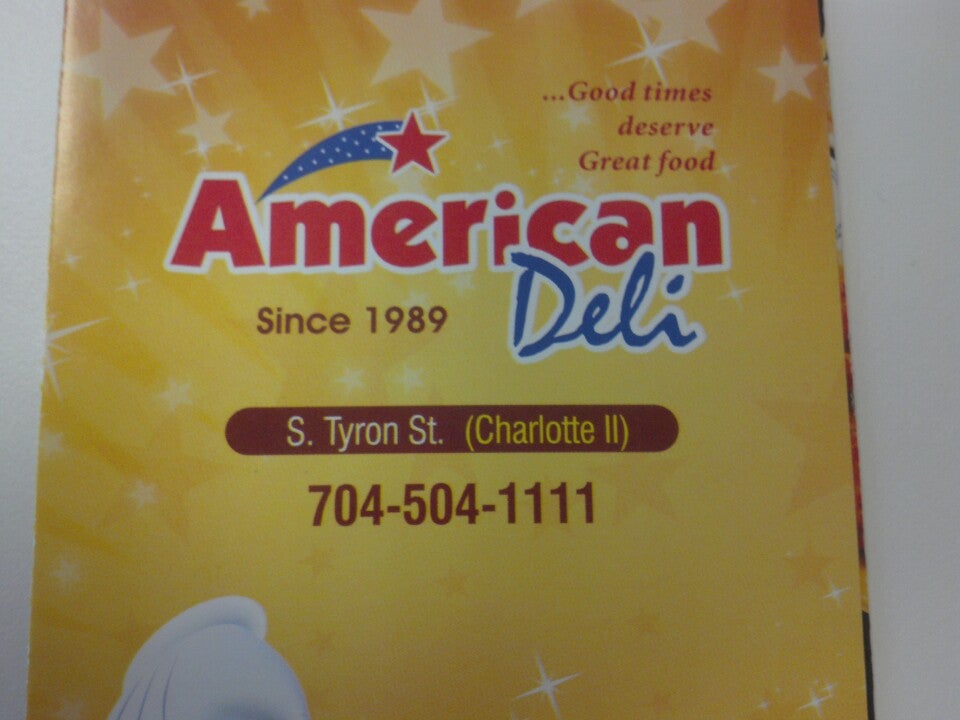 ...Good times
deserve
Great food
American
Deli
Since 1989
S. Tyron St. (Charlotte II)
704-504-1111